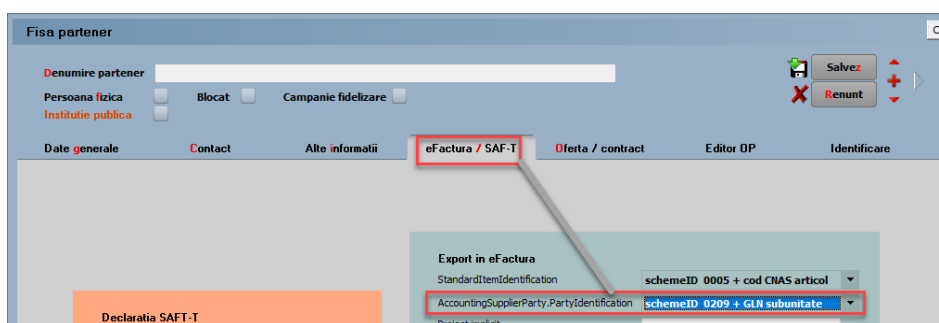 Fisa partener
Denumire partener
Salvez
Persoana fizica Blocat Campanie fidelizare
Renunt
Institutie publica
Date generale Contact Alte informatii eFactura / SAF-T Oferta / contract Editor OP Identificare
Export in eFactura
StandardItemIdentification schemeID 0005 + cod CNAS articol
AccountingSupplierParty.PartyIdentification schemeID 0209 + GLN subunitate
Declaratia SAFT-T